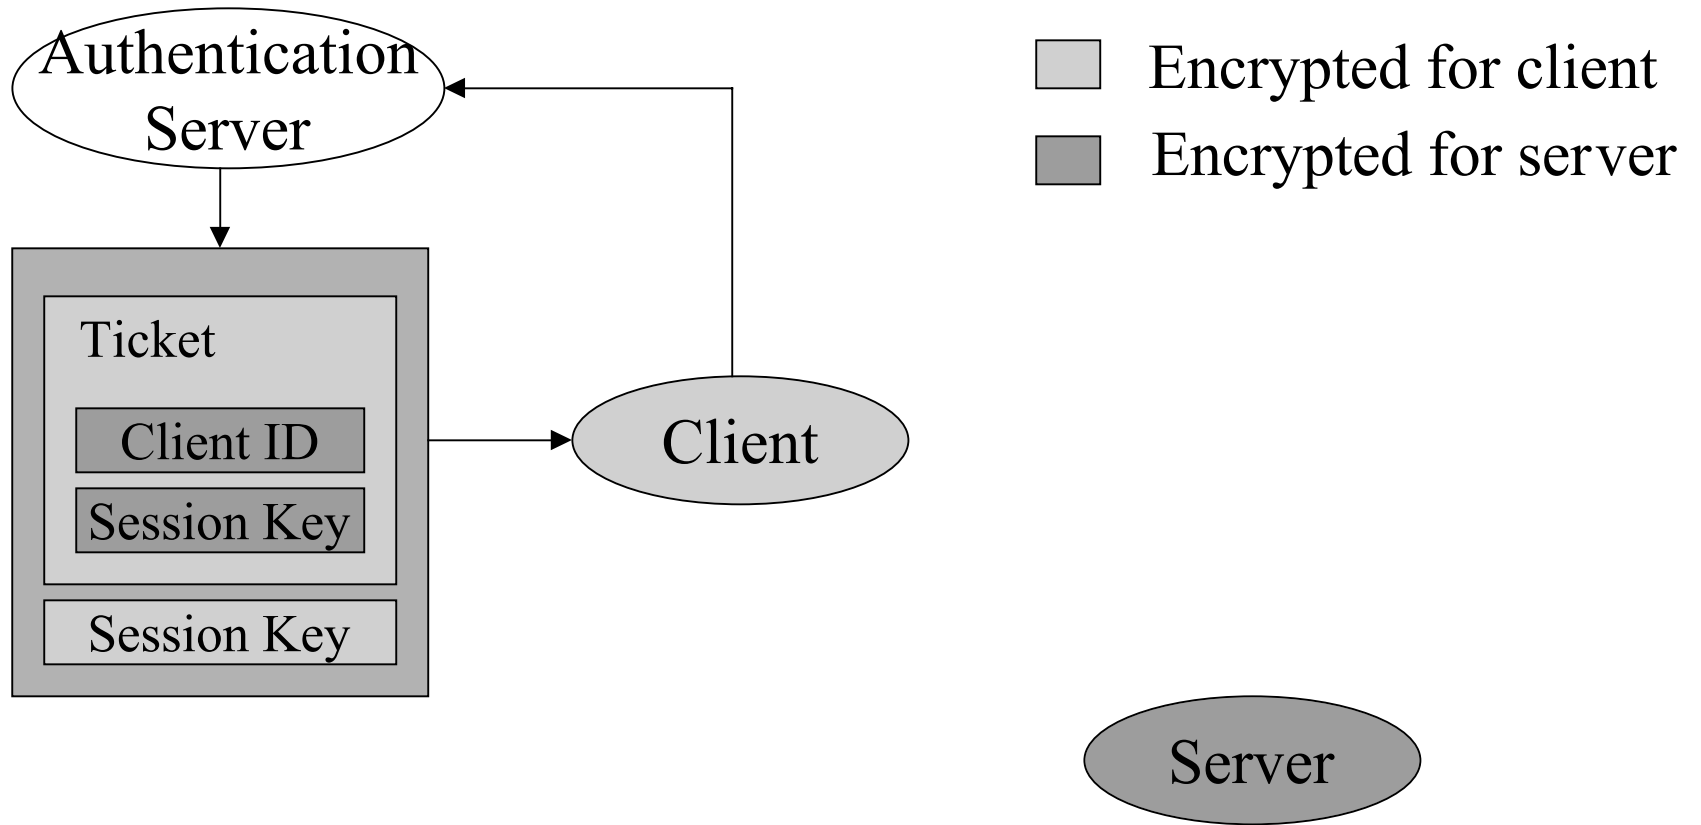 Authentication
Server
Encrypted for client
Encrypted for server
Ticket
Client ID
Session Key
Session Key
Client
Server